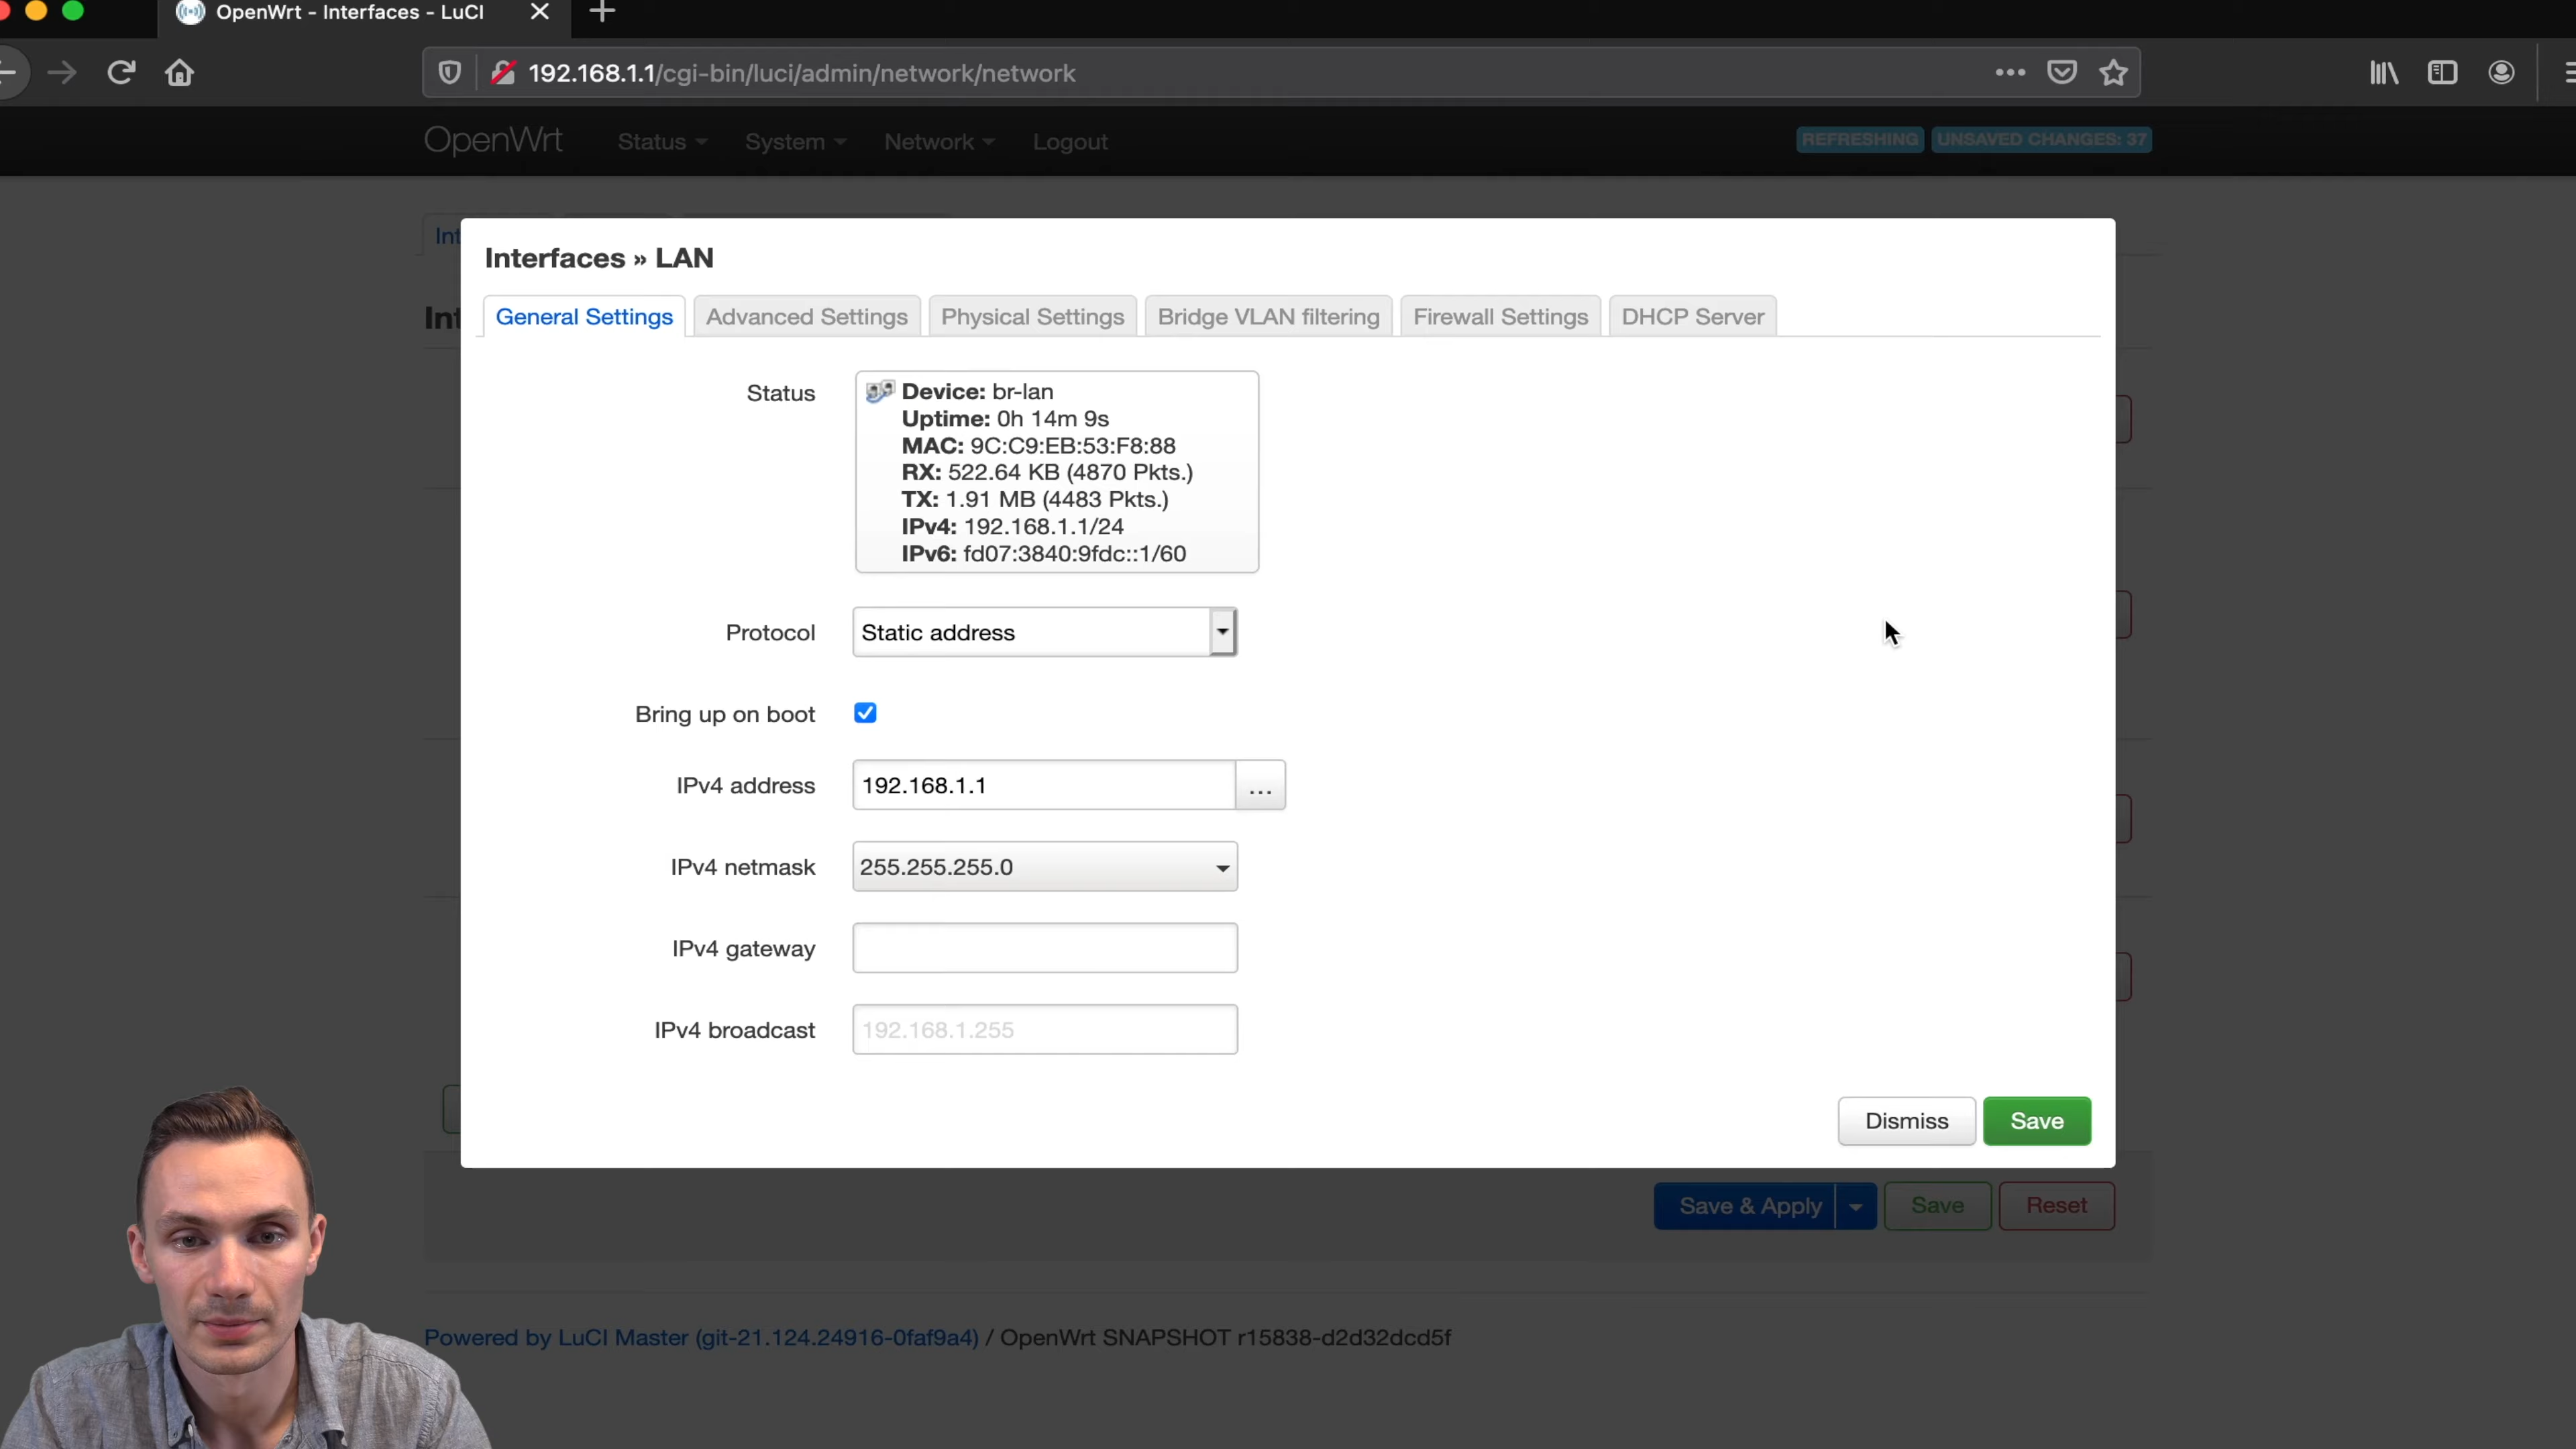 OpenWrt - Interfaces - LuCI
192.168.1.1/cgi-bin/luci/admin/network/network
OpenWrt Status System Network Logout REFRESHING UNSAVED CHANGES: 37
Int
Interfaces » LAN
General Settings Advanced Settings Physical Settings Bridge VLAN filtering Firewall Settings DHCP Server
Int
Status
Device: br-lan
Uptime: 0h 14m 9s
MAC: 9C:C9:EB:53:F8:88
RX: 522.64 KB (4870 Pkts.)
TX: 1.91 MB (4483 Pkts.)
IPv4: 192.168.1.1/24
IPv6: fd07:3840:9fdc::1/60
Protocol Static address
Bring up on boot
IPv4 address 192.168.1.1 ...
IPv4 netmask 255.255.255.0
IPv4 gateway
IPv4 broadcast 192.168.1.255
Dismiss Save
Save & Apply Save Reset
Powered by LuCI Master (git-21.124.24916-0faf9a4) / OpenWrt SNAPSHOT r15838-d2d32dcd5f